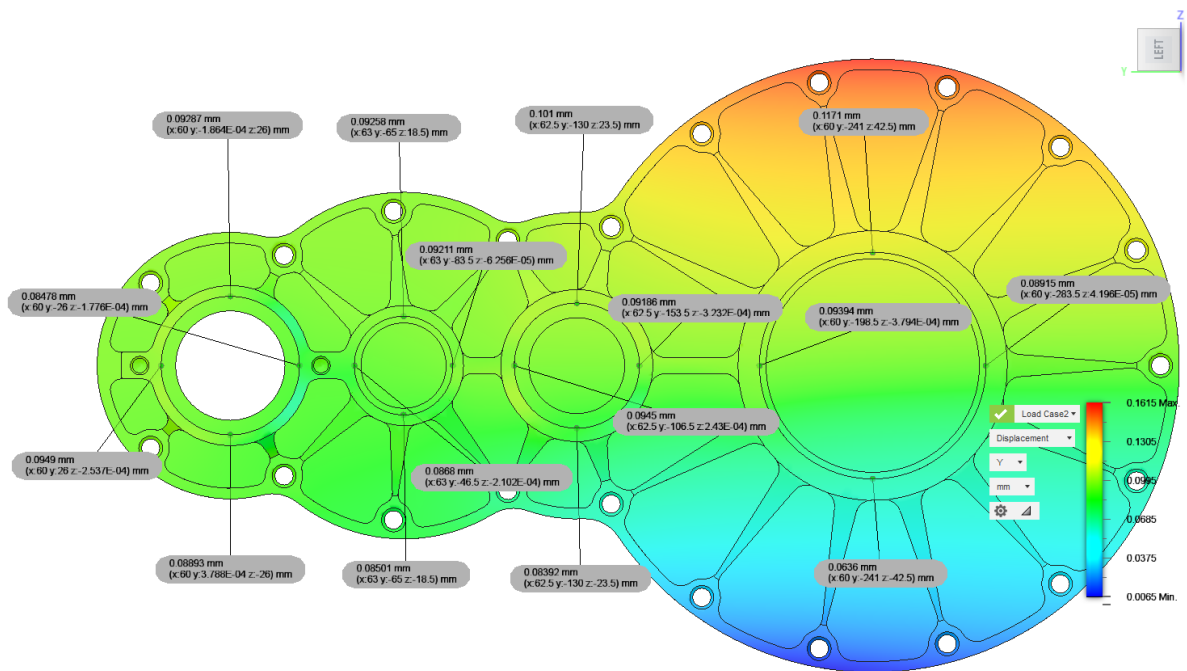 Z
LEFT
Y
0.09287 mm
(x:60 y:-1.864E-04 z:26) mm
0.09258 mm
(x:63 y:-65 z:18.5) mm
0.101 mm
(x:62.5 y:-130 z:23.5) mm
0.1171 mm
(x:60 y:-241 z:42.5) mm
0.09211 mm
(x:63 y:-83.5 z:-6.256E-05) mm
0.08478 mm
(x:60 y:-26 z:-1.776E-04) mm
0.09186 mm
(x:62.5 y:-153.5 z:-3.232E-04) mm
0.09394 mm
(x:60 y:-198.5 z:-3.794E-04) mm
0.08915 mm
(x:60 y:-283.5 z:4.196E-05) mm
0.0945 mm
(x:62.5 y:-106.5 z:2.43E-04) mm
0.0949 mm
(x:60 y:26 z:-2.537E-04) mm
0.0868 mm
(x:63 y:-46.5 z:-2.102E-04) mm
0.08893 mm
(x:60 y:3.788E-04 z:-26) mm
0.08501 mm
(x:63 y:-65 z:-18.5) mm
0.08392 mm
(x:62.5 y:-130 z:-23.5) mm
0.0636 mm
(x:60 y:-241 z:-42.5) mm
Load Case2
Displacement
Y
mm
0.1615 Max.
0.1305
0.0995
0.0685
0.0375
0.0065 Min.